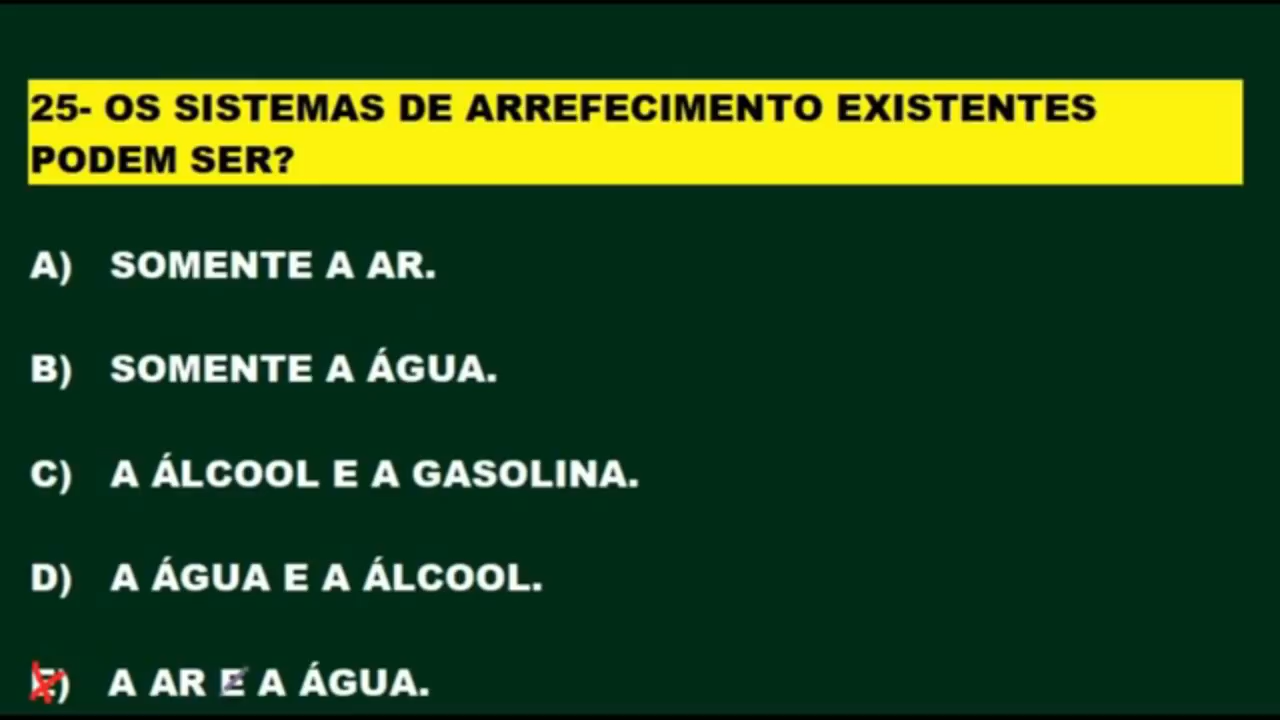 25- OS SISTEMAS DE ARREFECIMENTO EXISTENTES
PODEM SER?
A) SOMENTE A AR.
B) SOMENTE A ÁGUA.
C) A ÁLCOOL E A GASOLINA.
D) A ÁGUA E A ÁLCOOL.
E) A AR E A ÁGUA.